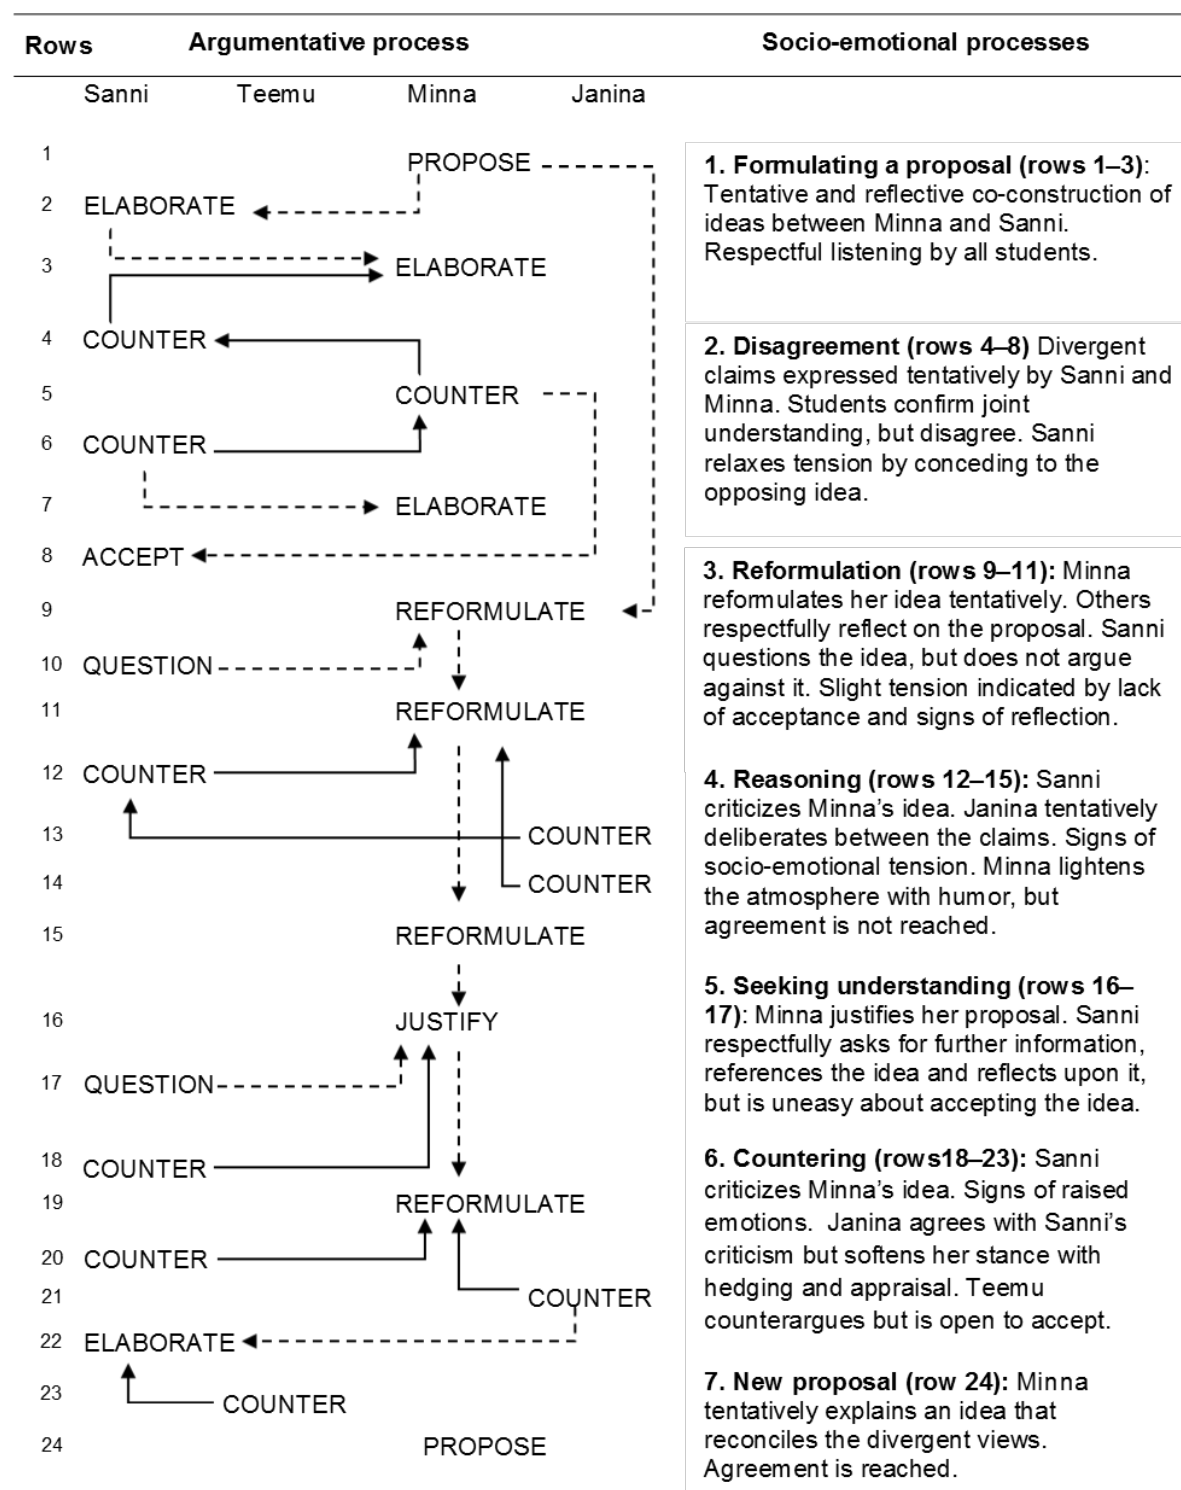 Rows Argumentative process Socio-emotional processes
Sanni Teemu Minna Janina
1 PROPOSE
2 ELABORATE
3 ELABORATE
4 COUNTER
5 COUNTER
6 COUNTER
7 ELABORATE
8 ACCEPT
9 REFORMULATE
10 QUESTION
11 REFORMULATE
12 COUNTER
13 COUNTER
14 COUNTER
15 REFORMULATE
16 JUSTIFY
17 QUESTION
18 COUNTER
19 REFORMULATE
20 COUNTER
21 COUNTER
22 ELABORATE
23 COUNTER
24 PROPOSE
1. Formulating a proposal (rows 1–3):
Tentative and reflective co-construction of
ideas between Minna and Sanni.
Respectful listening by all students.
2. Disagreement (rows 4–8) Divergent
claims expressed tentatively by Sanni and
Minna. Students confirm joint
understanding, but disagree. Sanni
relaxes tension by conceding to the
opposing idea.
3. Reformulation (rows 9–11): Minna
reformulates her idea tentatively. Others
respectfully reflect on the proposal. Sanni
questions the idea, but does not argue
against it. Slight tension indicated by lack
of acceptance and signs of reflection.
4. Reasoning (rows 12–15): Sanni
criticizes Minna’s idea. Janina tentatively
deliberates between the claims. Signs of
socio-emotional tension. Minna lightens
the atmosphere with humor, but
agreement is not reached.
5. Seeking understanding (rows 16–
17): Minna justifies her proposal. Sanni
respectfully asks for further information,
references the idea and reflects upon it,
but is uneasy about accepting the idea.
6. Countering (rows18–23): Sanni
criticizes Minna’s idea. Signs of raised
emotions. Janina agrees with Sanni’s
criticism but softens her stance with
hedging and appraisal. Teemu
counterargues but is open to accept.
7. New proposal (row 24): Minna
tentatively explains an idea that
reconciles the divergent views.
Agreement is reached.